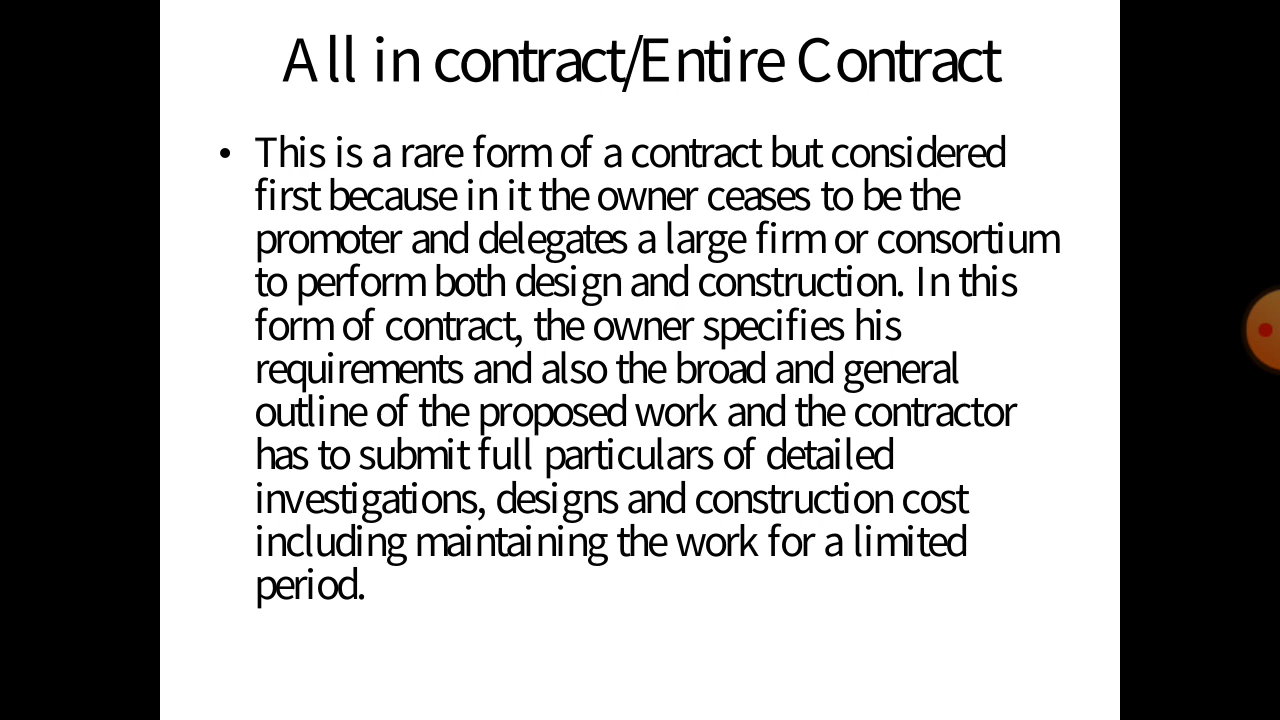 All in contract/Entire Contract
• This is a rare form of a contract but considered
first because in it the owner ceases to be the
promoter and delegates a large firm or consortium
to perform both design and construction. In this
form of contract, the owner specifies his
requirements and also the broad and general
outline of the proposed work and the contractor
has to submit full particulars of detailed
investigations, designs and construction cost
including maintaining the work for a limited
period.